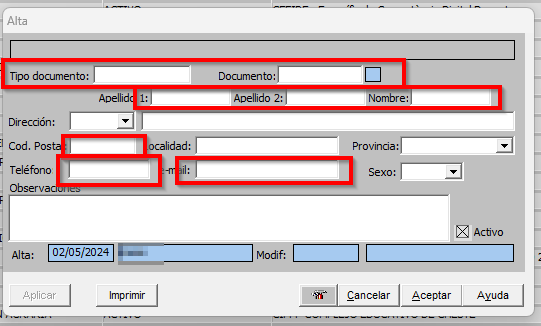 ACTIVO
Alta
Tipo documento: Documento:
Apellido 1: Apellido 2: Nombre:
Dirección:
Cod. Postal: Localidad: Provincia:
Teléfono: E-mail: Sexo:
Observaciones
Activo
Alta: 02/05/2024 Modif:
Aplicar Imprimir Cancelar Aceptar Ayuda